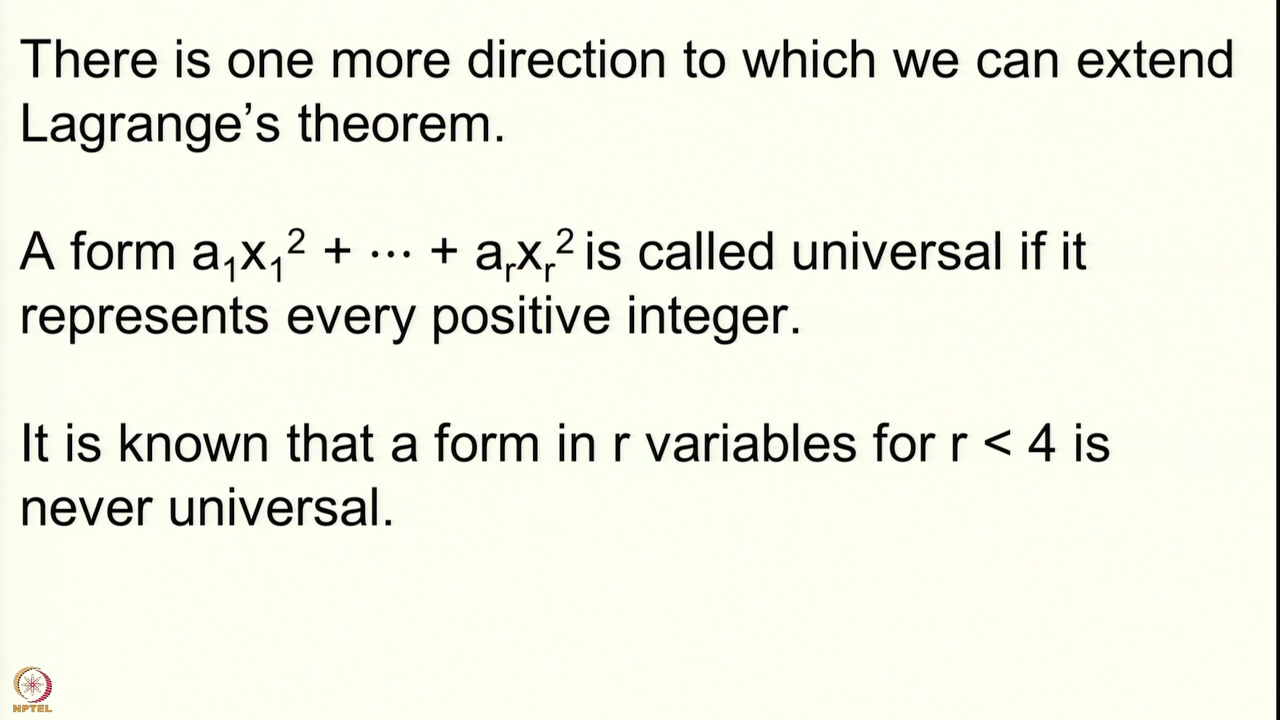 There is one more direction to which we can extend
Lagrange’s theorem.
A form a₁x₁² + ··· + aᵣxᵣ² is called universal if it
represents every positive integer.
It is known that a form in r variables for r < 4 is
never universal.
NPTEL